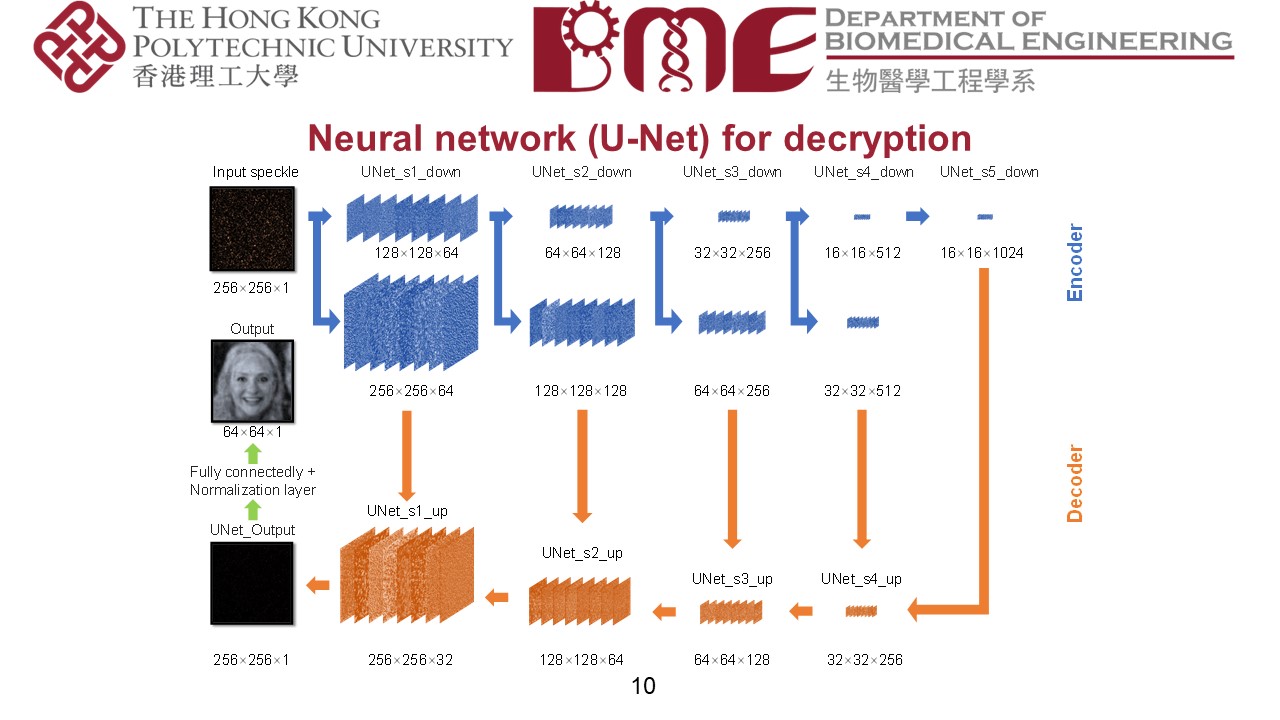 THE HONG KONG
POLYTECHNIC UNIVERSITY
香港理工大學
BME
DEPARTMENT OF
BIOMEDICAL ENGINEERING
生物醫學工程學系
Neural network (U-Net) for decryption
Input speckle
UNet_s1_down
UNet_s2_down
UNet_s3_down
UNet_s4_down
UNet_s5_down
128×128×64
64×64×128
32×32×256
16×16×512
16×16×1024
Encoder
256×256×1
Output
256×256×64
128×128×128
64×64×256
32×32×512
64×64×1
Fully connectedly +
Normalization layer
Decoder
UNet_Output
UNet_s1_up
UNet_s2_up
UNet_s3_up
UNet_s4_up
256×256×1
256×256×32
128×128×64
64×64×128
32×32×256
10